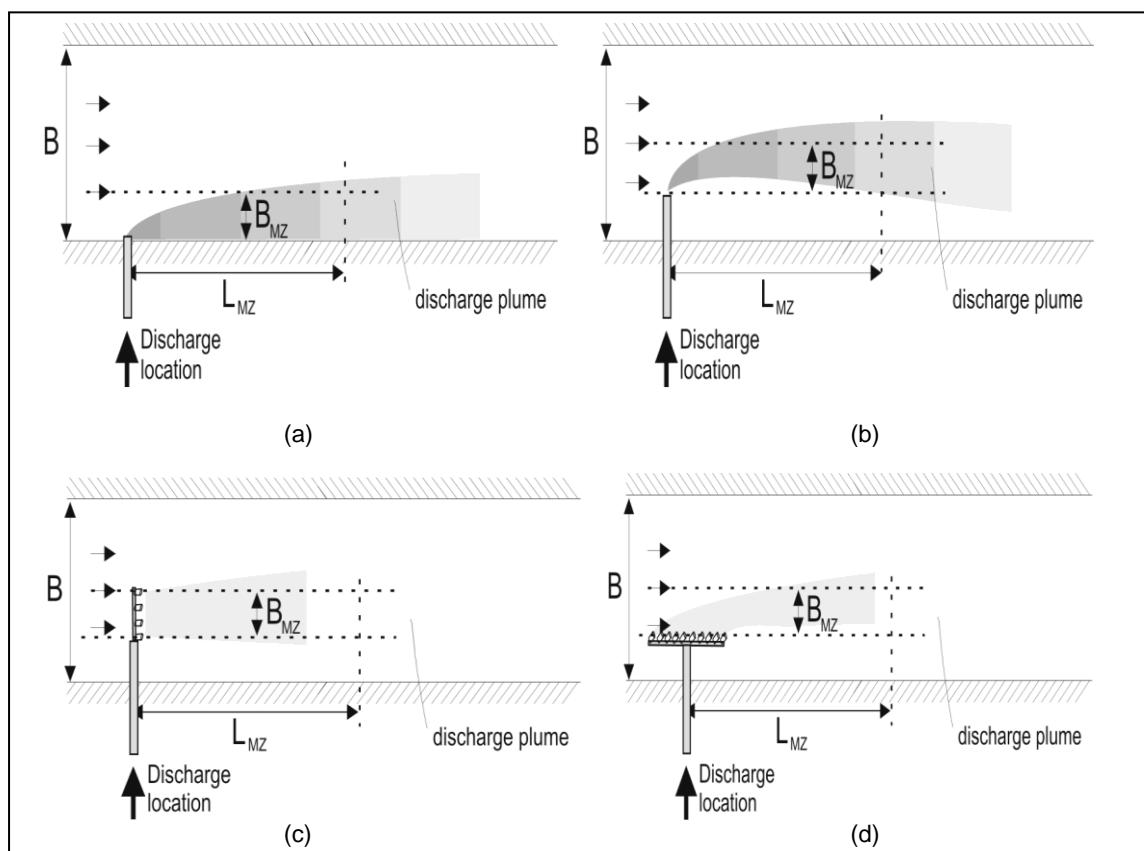 B
B MZ
L MZ
discharge plume
Discharge
location
(a)
B
B MZ
L MZ
discharge plume
Discharge
location
(b)
B
B MZ
L MZ
discharge plume
Discharge
location
(c)
B
B MZ
L MZ
discharge plume
Discharge
location
(d)